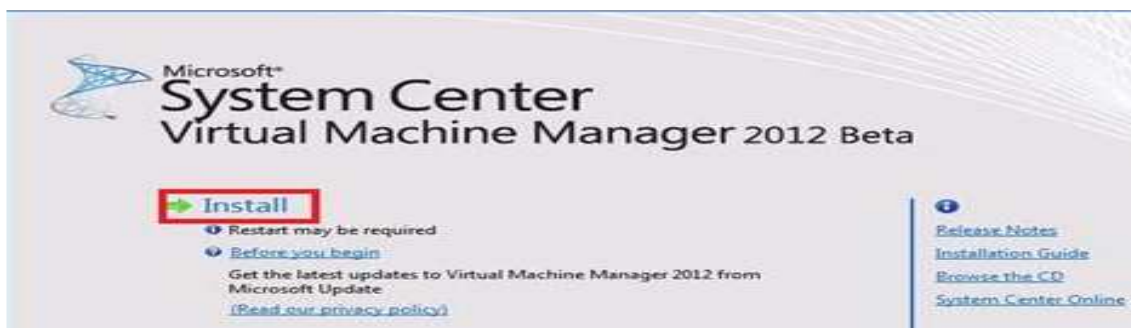 Microsoft®
System Center
Virtual Machine Manager 2012 Beta
Install
Restart may be required
Before you begin
Get the latest updates to Virtual Machine Manager 2012 from
Microsoft Update
(Read our privacy policy)
Release Notes
Installation Guide
Browse the CD
System Center Online